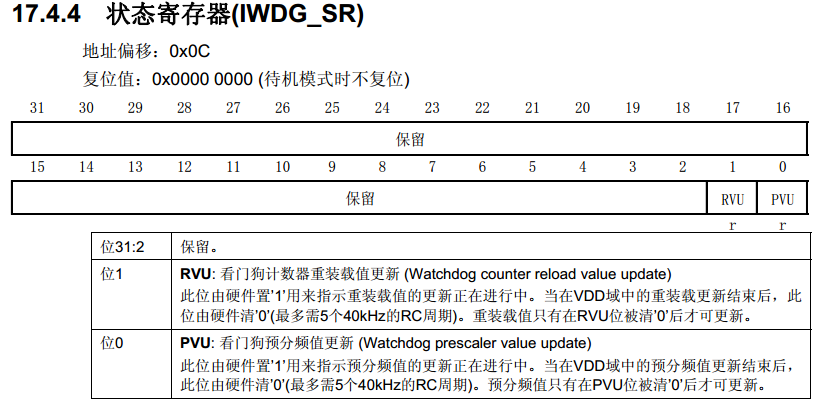 17.4.4 状态寄存器(IWDG_SR)
地址偏移：0x0C
复位值：0x0000 0000 (待机模式时不复位)
31 30 29 28 27 26 25 24 23 22 21 20 19 18 17 16
保留
15 14 13 12 11 10 9 8 7 6 5 4 3 2 1 0
保留 RVU PVU
r r
位31:2 保留。
位1 RVU: 看门狗计数器重装载值更新 (Watchdog counter reload value update)
此位由硬件置'1'用来指示重装载值的更新正在进行中。当在VDD域中的重装载更新结束后，此
位由硬件清'0'(最多需5个40kHz的RC周期)。重装载值只有在RVU位被清'0'后才可更新。
位0 PVU: 看门狗预分频值更新 (Watchdog prescaler value update)
此位由硬件置'1'用来指示预分频值的更新正在进行中。当在VDD域中的预分频值更新结束后，
此位由硬件清'0'(最多需5个40kHz的RC周期)。预分频值只有在PVU位被清'0'后才可更新。